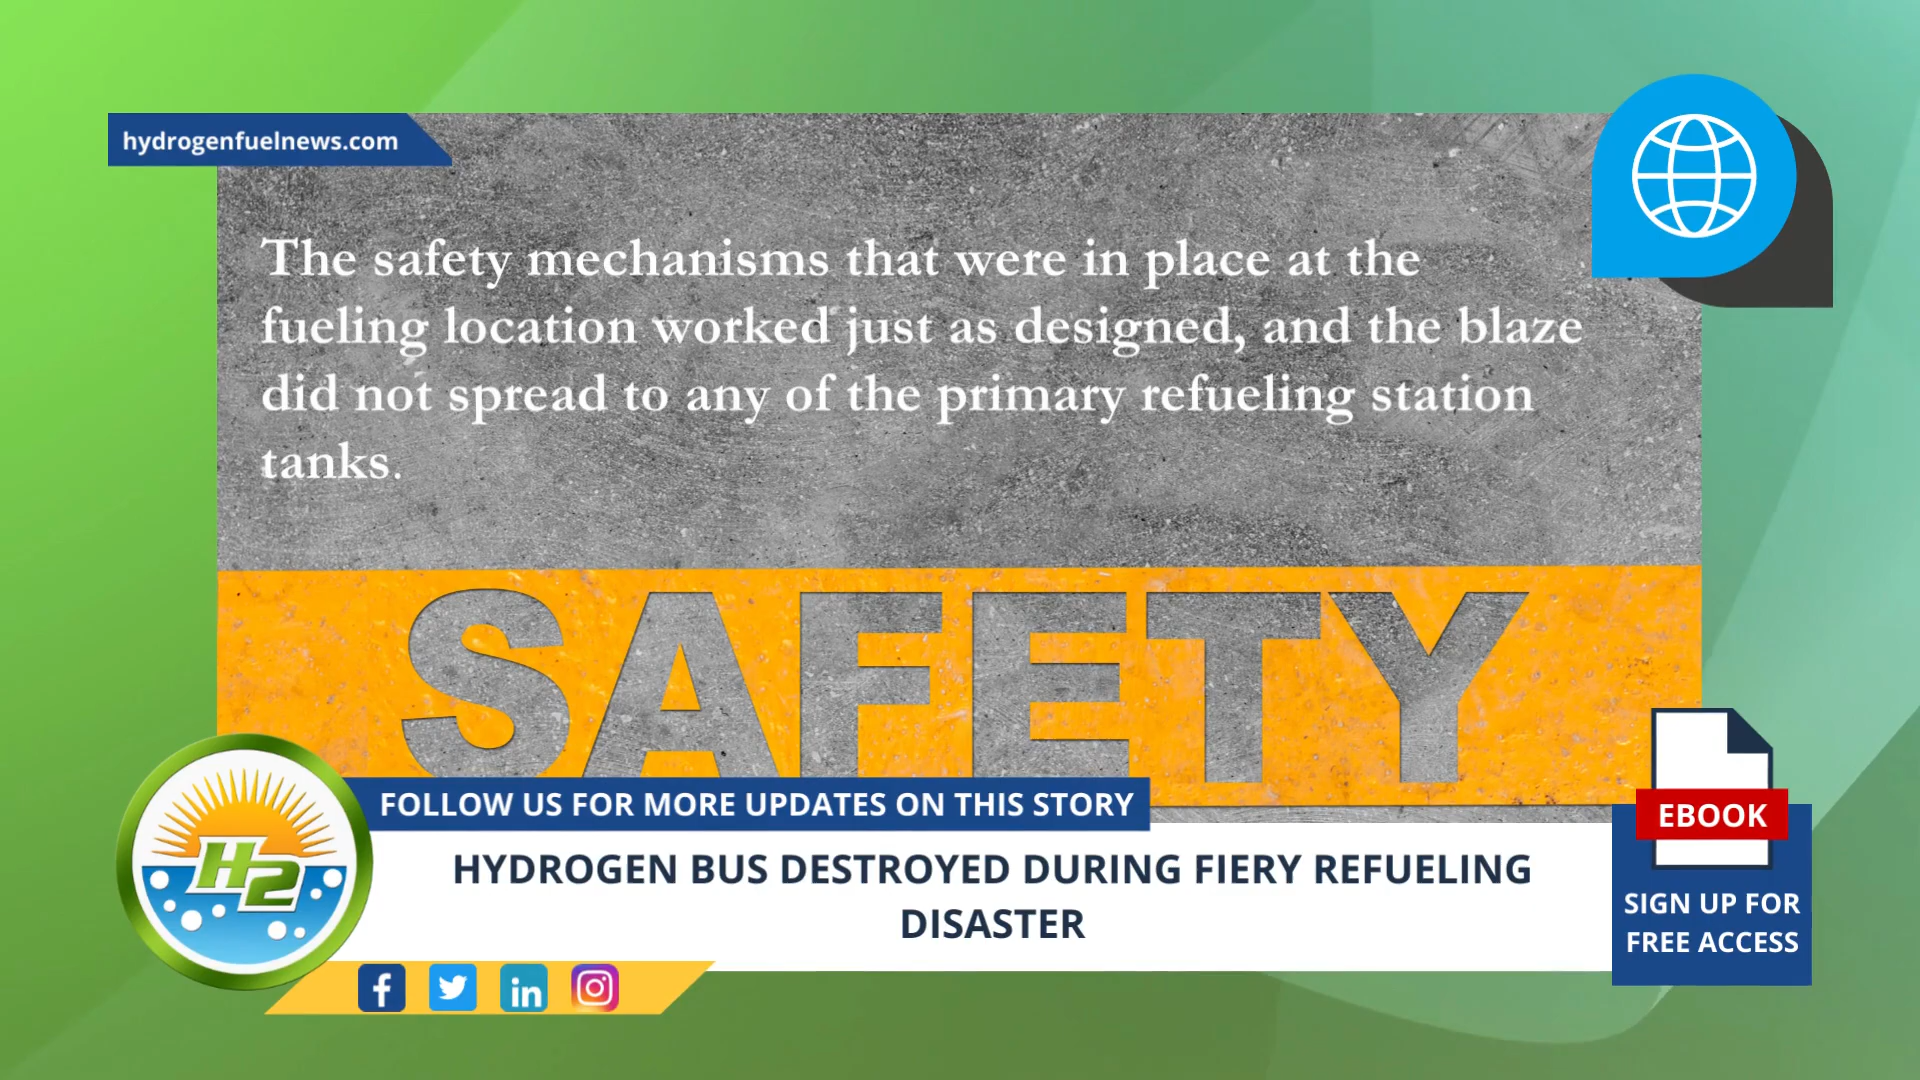 hydrogenfuelnews.com
The safety mechanisms that were in place at the
fueling location worked just as designed, and the blaze
did not spread to any of the primary refueling station
tanks.
SAFETY
FOLLOW US FOR MORE UPDATES ON THIS STORY
HYDROGEN BUS DESTROYED DURING FIERY REFUELING
DISASTER
H2
EBOOK
SIGN UP FOR
FREE ACCESS